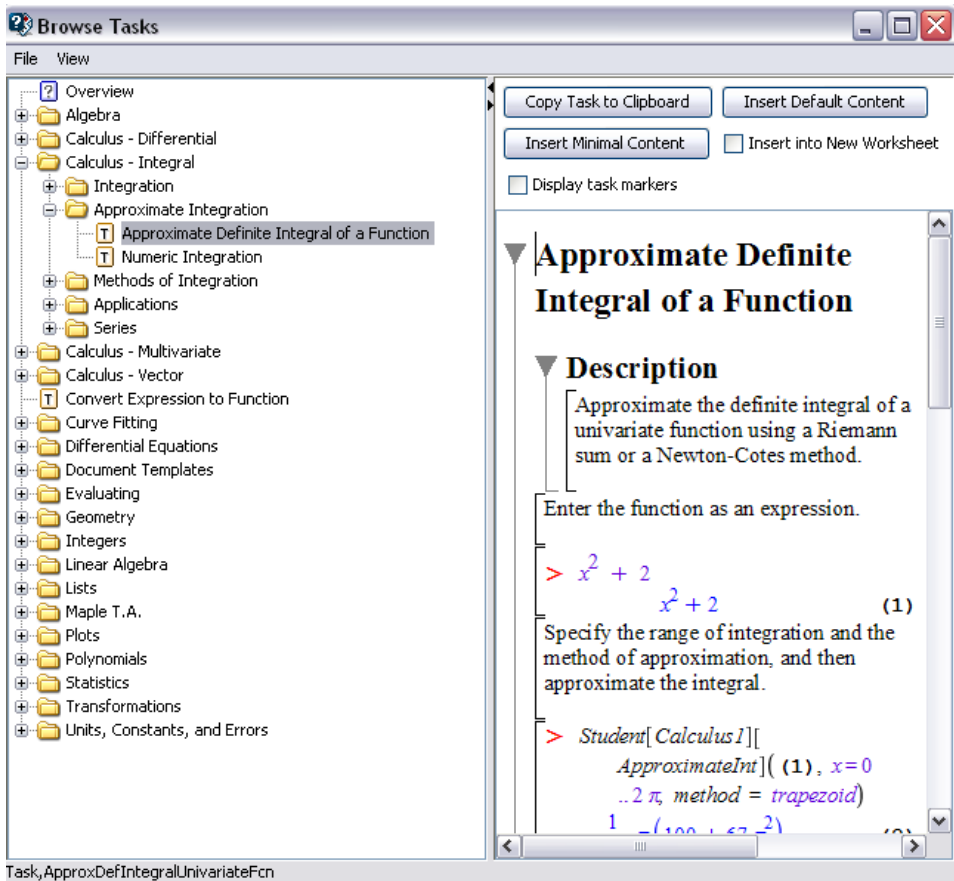 Browse Tasks
File View
Overview
Algebra
Calculus - Differential
Calculus - Integral
Integration
Approximate Integration
T Approximate Definite Integral of a Function
T Numeric Integration
Methods of Integration
Applications
Series
Calculus - Multivariate
Calculus - Vector
T Convert Expression to Function
Curve Fitting
Differential Equations
Document Templates
Evaluating
Geometry
Integers
Linear Algebra
Lists
Maple T.A.
Plots
Polynomials
Statistics
Transformations
Units, Constants, and Errors
Copy Task to Clipboard Insert Default Content
Insert Minimal Content Insert into New Worksheet
Display task markers
Approximate Definite
Integral of a Function
Description
Approximate the definite integral of a
univariate function using a Riemann
sum or a Newton-Cotes method.
Enter the function as an expression.
> x² + 2
x² + 2 (1)
Specify the range of integration and the
method of approximation, and then
approximate the integral.
> Student[Calculus1][
ApproximateInt]( (1), x=0
..2 π, method = trapezoid)
Task,ApproxDefIntegralUnivariateFcn